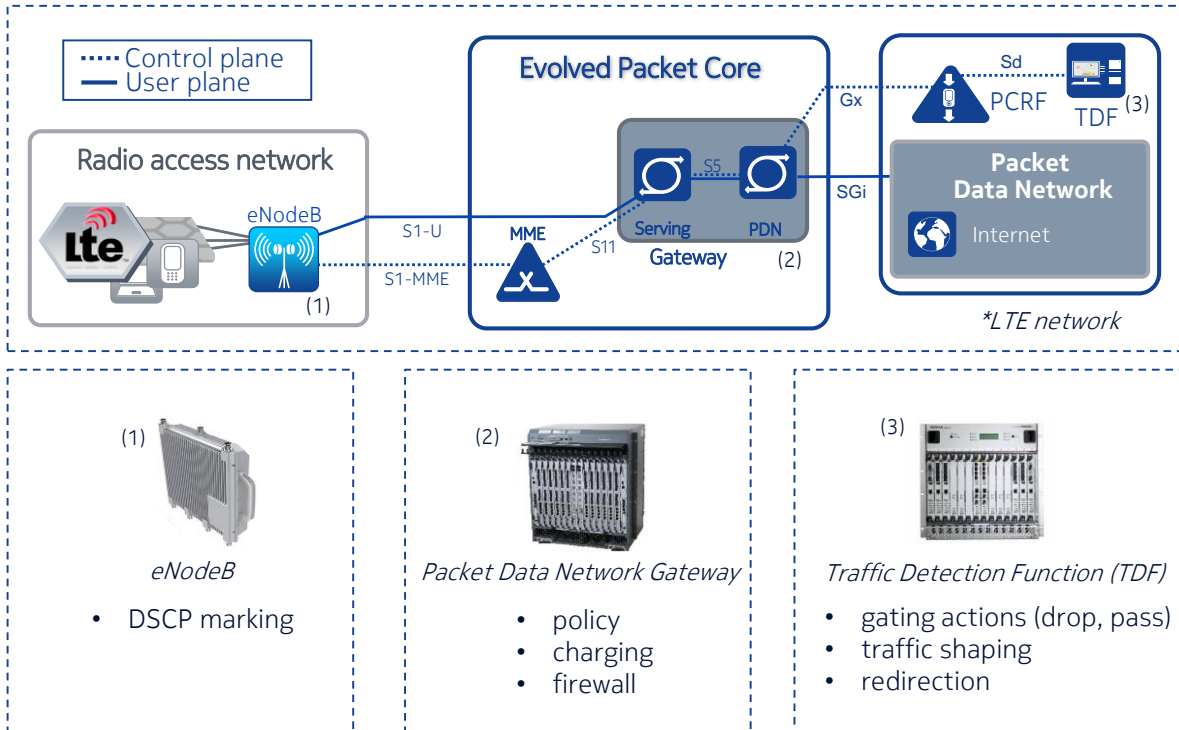 Control plane
User plane
Radio access network
Lte
eNodeB
(1)
S1-U
S1-MME
Evolved Packet Core
MME
S11
S5
Serving
PDN
Gateway
(2)
Gx
SGi
Sd
PCRF
TDF
(3)
Packet
Data Network
Internet
*LTE network
(1)
eNodeB
• DSCP marking
(2)
Packet Data Network Gateway
• policy
• charging
• firewall
(3)
Traffic Detection Function (TDF)
• gating actions (drop, pass)
• traffic shaping
• redirection